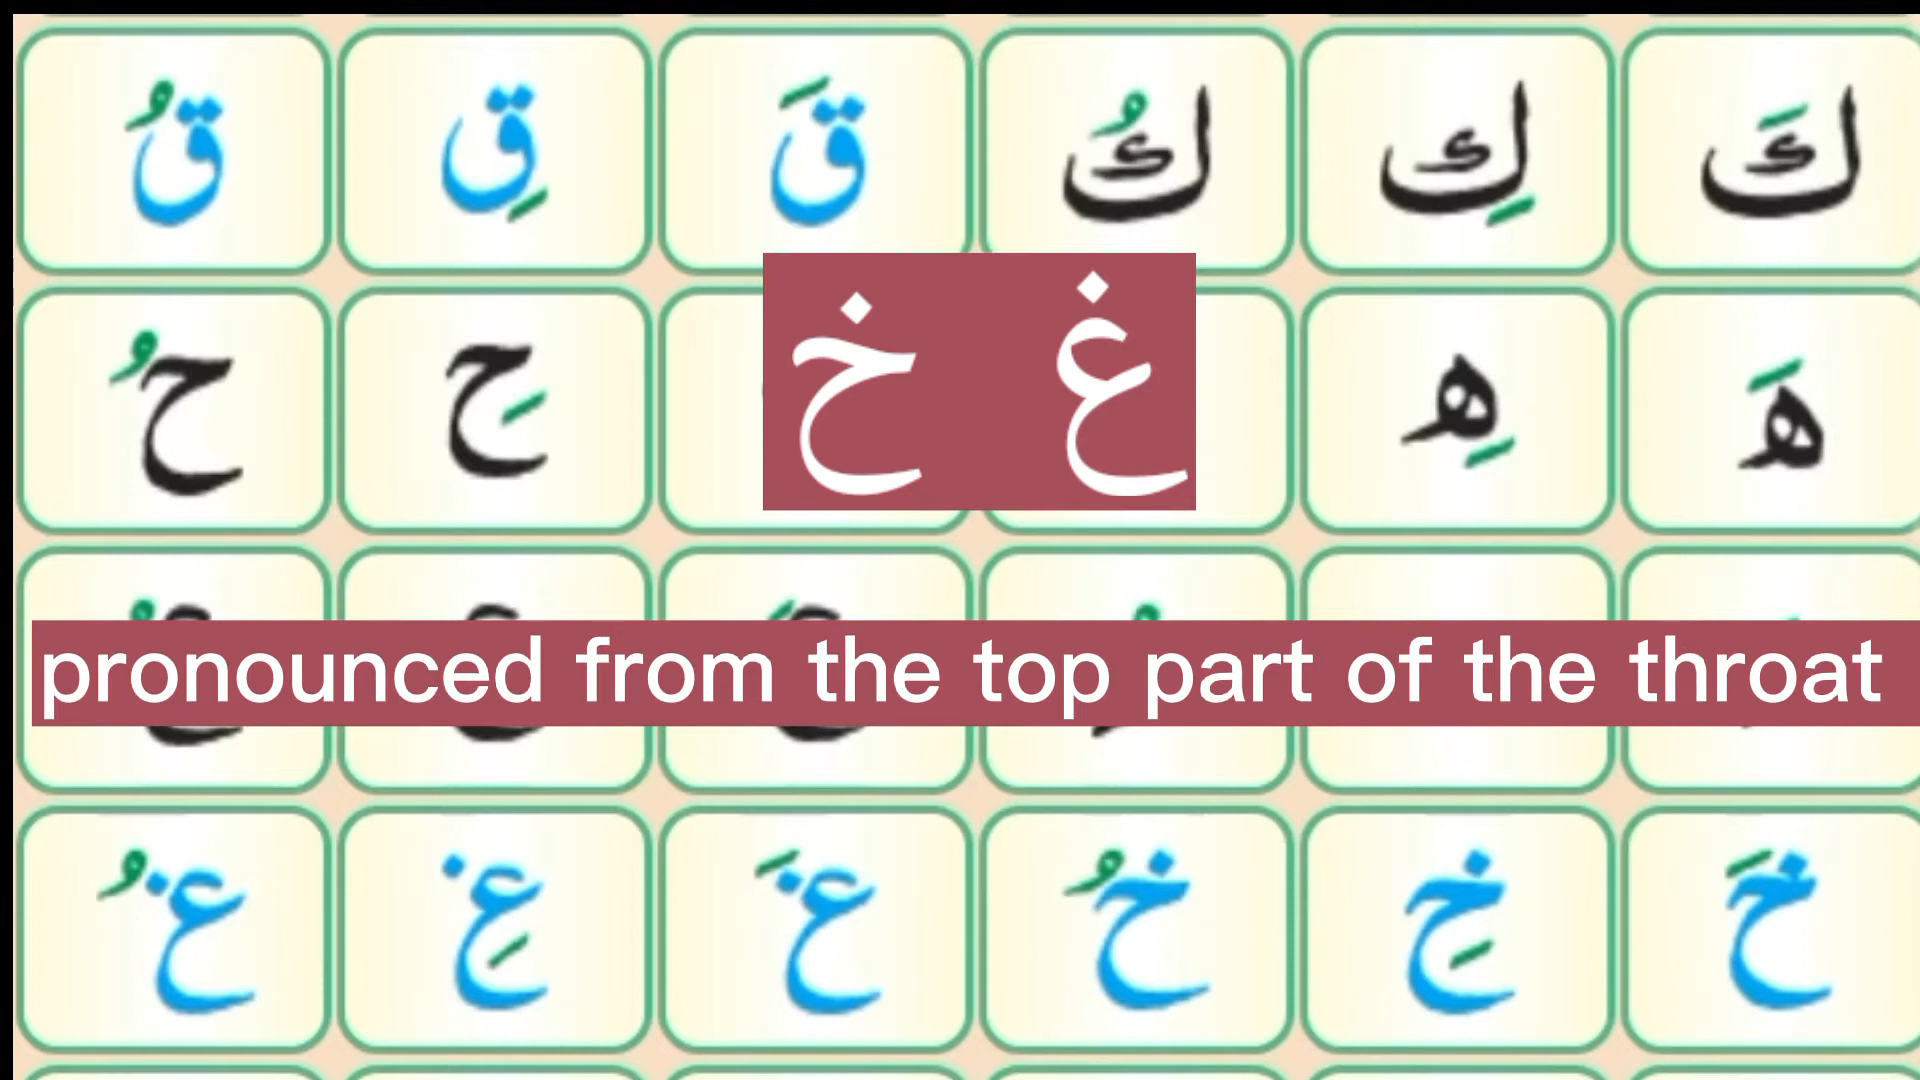 كَ كِ كُ قَ قِ قُ
هَ هِ حِ حُ
غ خ
pronounced from the top part of the throat
خَ خِ خُ غَ غِ غُ